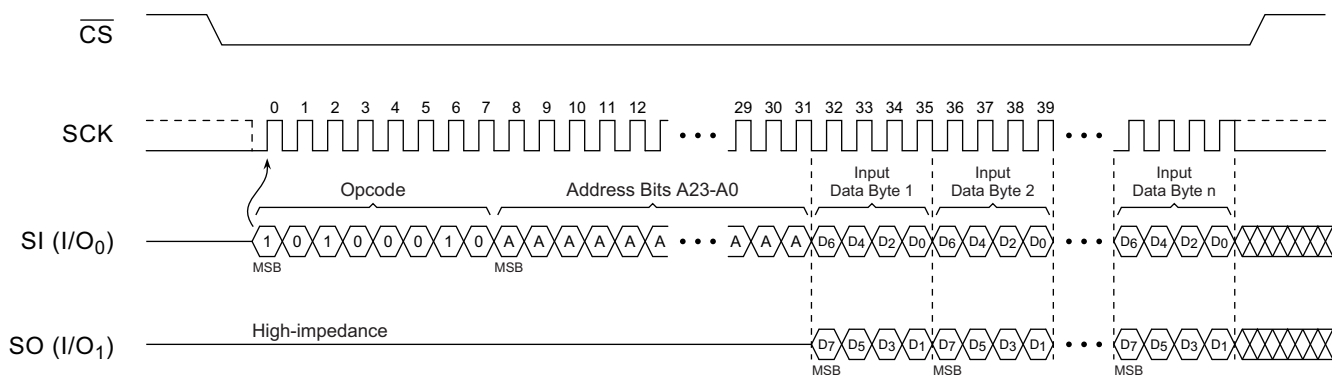 CS
0 1 2 3 4 5 6 7 8 9 10 11 12 29 30 31 32 33 34 35 36 37 38 39
SCK
Opcode
Address Bits A23-A0
Input
Data Byte 1
Input
Data Byte 2
Input
Data Byte n
SI (I/O0)
1 0 1 0 0 0 1 0 A A A A A A A A A D6 D4 D2 D0 D6 D4 D2 D0 D6 D4 D2 D0
MSB MSB
High-impedance
SO (I/O1)
D7 D5 D3 D1 D7 D5 D3 D1 D7 D5 D3 D1
MSB MSB MSB